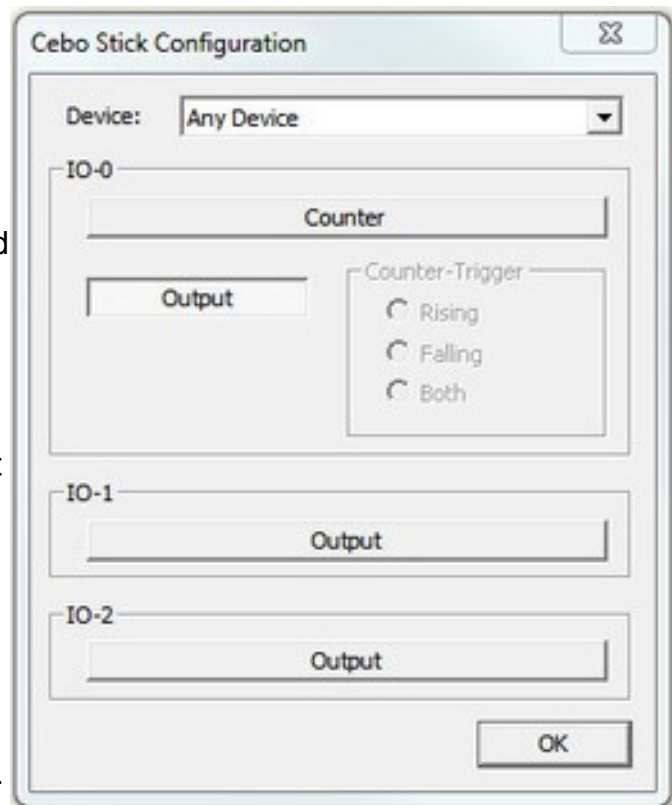 Cebo Stick Configuration
Device: Any Device
IO-0
Counter
Output
Counter-Trigger
Rising
Falling
Both
IO-1
Output
IO-2
Output
OK